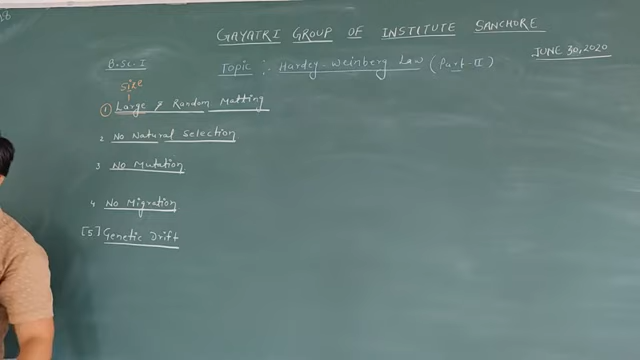 GAYATRI GROUP OF INSTITUTE SANCHORE
JUNE 30, 2020
B.Sc. I
Topic : Hardey-Weinberg Law (Part-II)
size
① Large & Random Matting
2 No Natural Selection
3 No Mutation
4 No Migration
[5] Genetic Drift